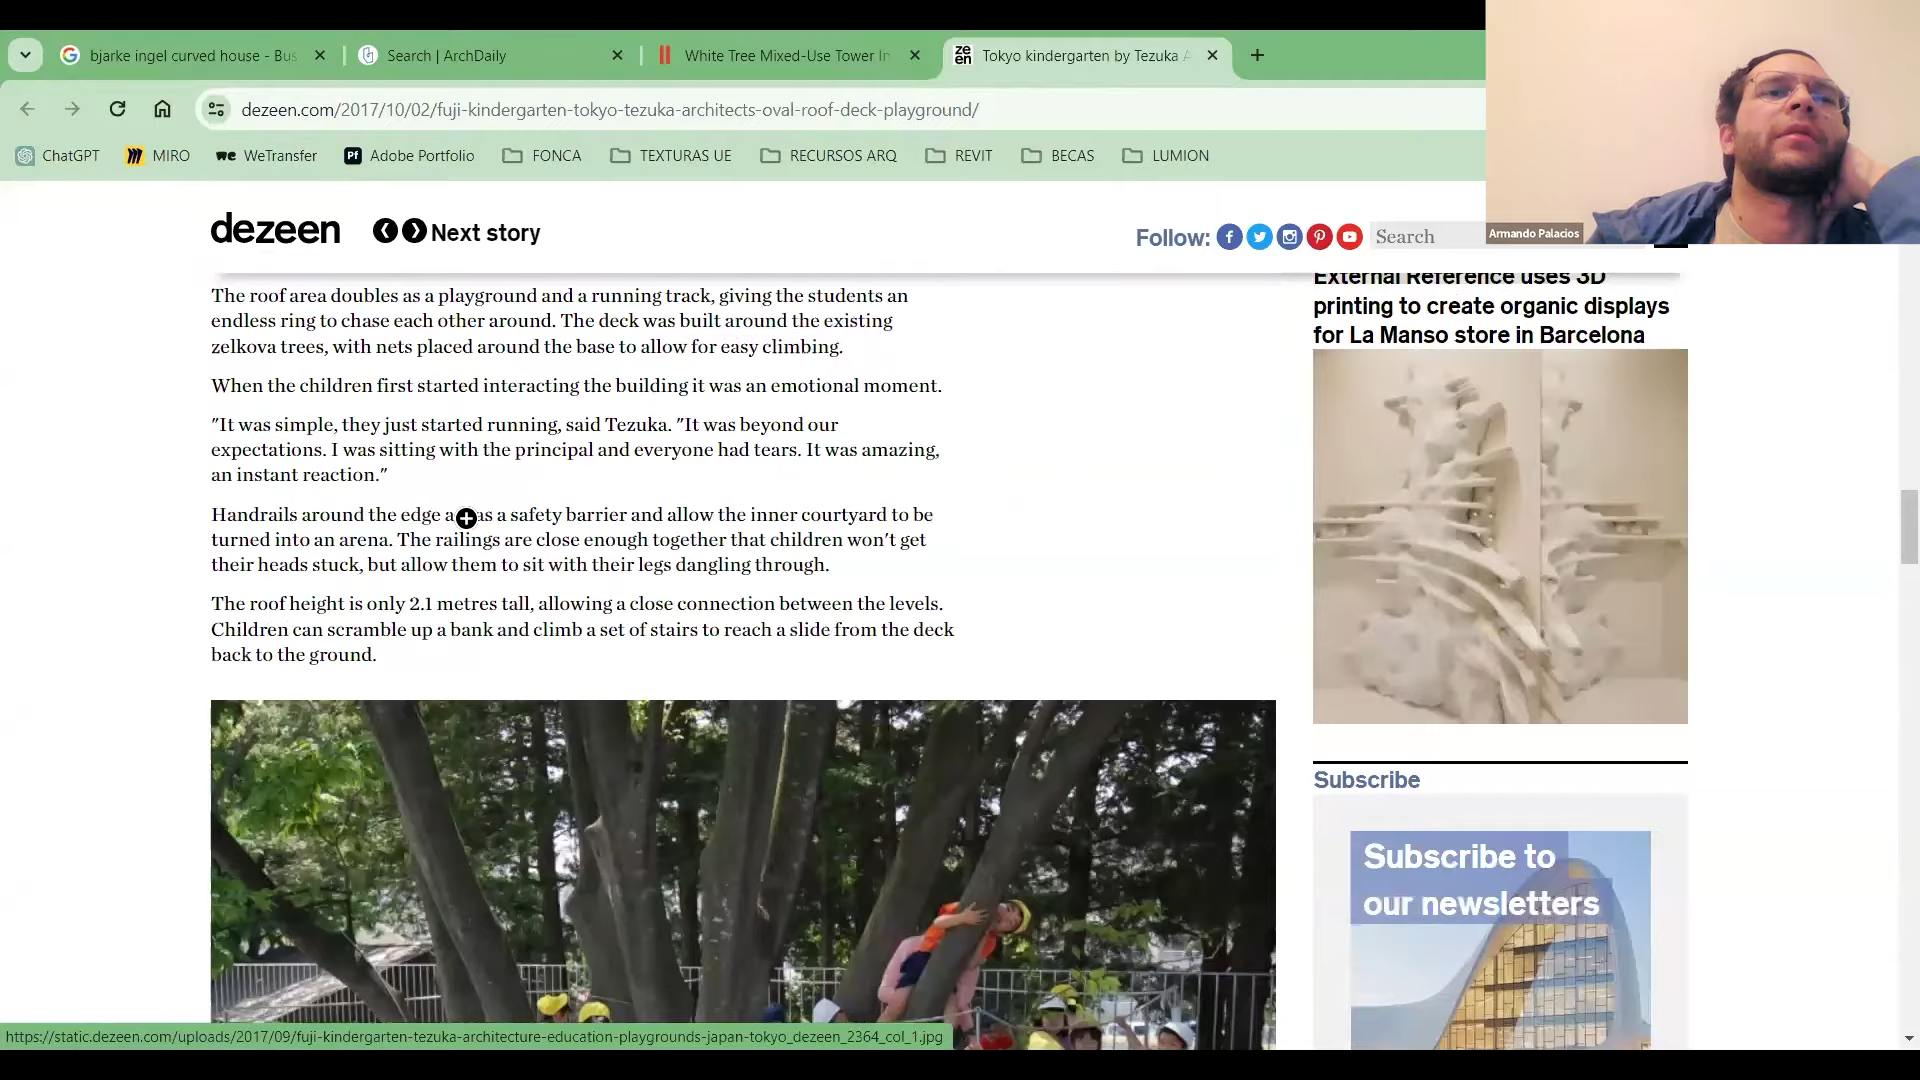 bjarke ingel curved house - Bus
Search | ArchDaily
White Tree Mixed-Use Tower In
Tokyo kindergarten by Tezuka A
dezeen.com/2017/10/02/fuji-kindergarten-tokyo-tezuka-architects-oval-roof-deck-playground/
ChatGPT
MIRO
WeTransfer
Adobe Portfolio
FONCA
TEXTURAS UE
RECURSOS ARQ
REVIT
BECAS
LUMION
dezeen
Next story
Follow:
Search
Armando Palacios
The roof area doubles as a playground and a running track, giving the students an
endless ring to chase each other around. The deck was built around the existing
zelkova trees, with nets placed around the base to allow for easy climbing.
When the children first started interacting the building it was an emotional moment.
"It was simple, they just started running, said Tezuka. "It was beyond our
expectations. I was sitting with the principal and everyone had tears. It was amazing,
an instant reaction."
Handrails around the edge as a safety barrier and allow the inner courtyard to be
turned into an arena. The railings are close enough together that children won't get
their heads stuck, but allow them to sit with their legs dangling through.
The roof height is only 2.1 metres tall, allowing a close connection between the levels.
Children can scramble up a bank and climb a set of stairs to reach a slide from the deck
back to the ground.
External Reference uses 3D
printing to create organic displays
for La Manso store in Barcelona
Subscribe
Subscribe to
our newsletters
https://static.dezeen.com/uploads/2017/09/fuji-kindergarten-tezuka-architecture-education-playgrounds-japan-tokyo_dezeen_2364_col_1.jpg